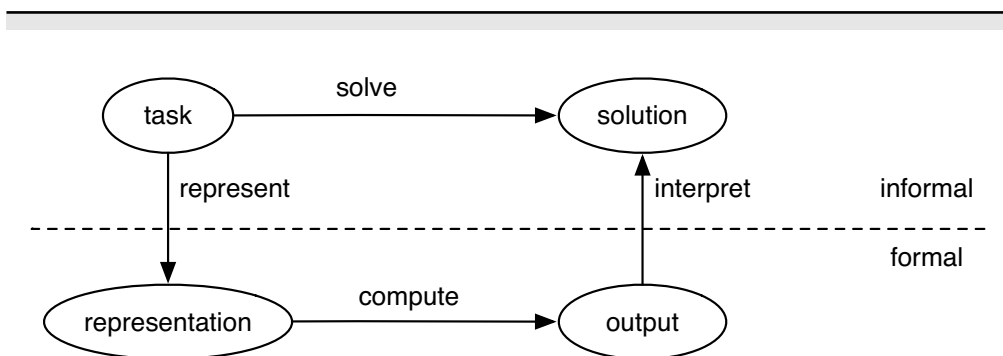 solve
task
solution
represent
interpret
informal
formal
compute
representation
output